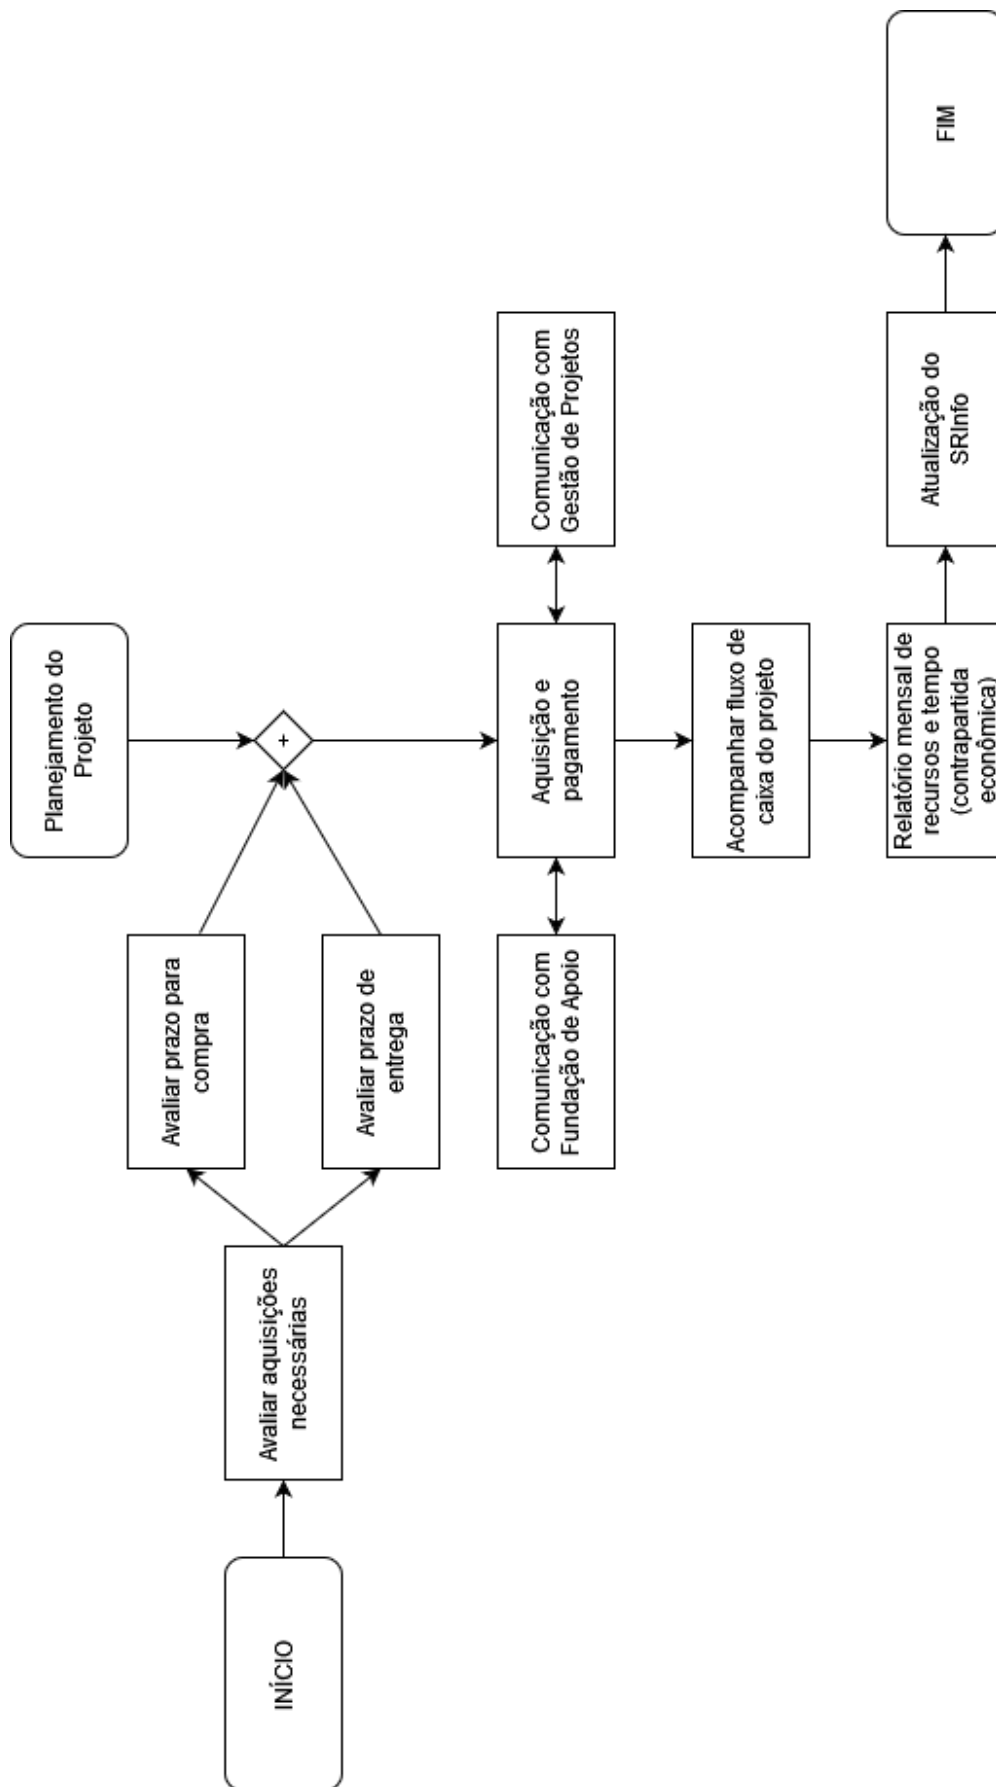 INÍCIO
Avaliar aquisições
necessárias
Avaliar prazo para
compra
Avaliar prazo de
entrega
Planejamento do
Projeto
+
Comunicação com
Fundação de Apoio
Aquisição e
pagamento
Comunicação com
Gestão de Projetos
Acompanhar fluxo de
caixa do projeto
Relatório mensal de
recursos e tempo
(contrapartida
econômica)
Atualização do
SRInfo
FIM